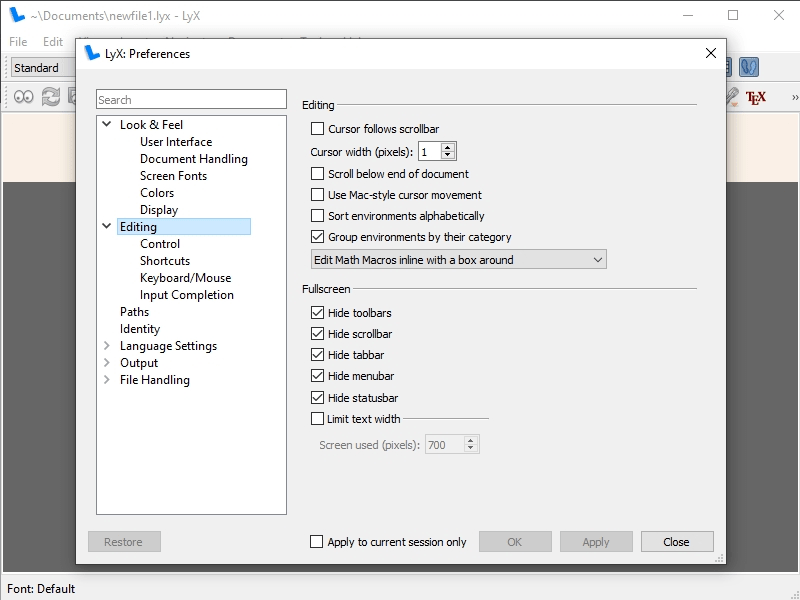 ~\Documents\newfile1.lyx - LyX
File Edit
LyX: Preferences
Standard
Search
Look & Feel
User Interface
Document Handling
Screen Fonts
Colors
Display
Editing
Control
Shortcuts
Keyboard/Mouse
Input Completion
Paths
Identity
Language Settings
Output
File Handling
Editing
Cursor follows scrollbar
Cursor width (pixels): 1
Scroll below end of document
Use Mac-style cursor movement
Sort environments alphabetically
Group environments by their category
Edit Math Macros inline with a box around
Fullscreen
Hide toolbars
Hide scrollbar
Hide tabbar
Hide menubar
Hide statusbar
Limit text width
Screen used (pixels): 700
TEX
Restore
Apply to current session only
OK
Apply
Close
Font: Default